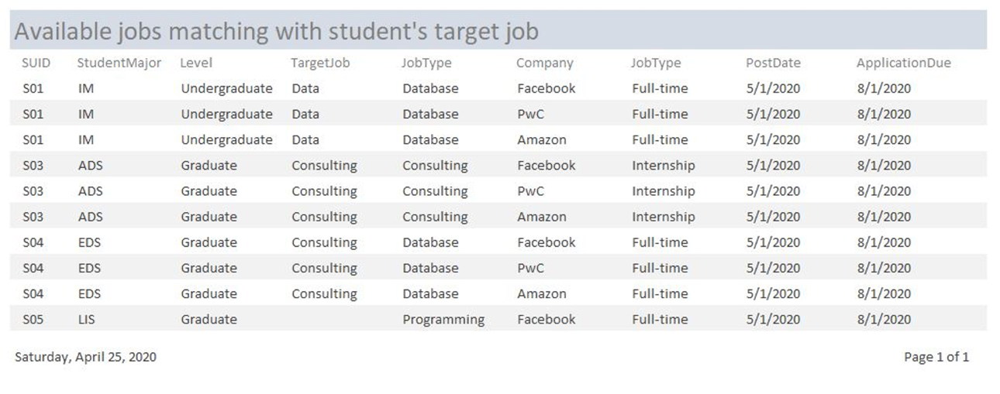 Available jobs matching with student's target job
SUID StudentMajor Level TargetJob JobType Company JobType PostDate ApplicationDue
S01 IM Undergraduate Data Database Facebook Full-time 5/1/2020 8/1/2020
S01 IM Undergraduate Data Database PwC Full-time 5/1/2020 8/1/2020
S01 IM Undergraduate Data Database Amazon Full-time 5/1/2020 8/1/2020
S03 ADS Graduate Consulting Consulting Facebook Internship 5/1/2020 8/1/2020
S03 ADS Graduate Consulting Consulting PwC Internship 5/1/2020 8/1/2020
S03 ADS Graduate Consulting Consulting Amazon Internship 5/1/2020 8/1/2020
S04 EDS Graduate Consulting Database Facebook Full-time 5/1/2020 8/1/2020
S04 EDS Graduate Consulting Database PwC Full-time 5/1/2020 8/1/2020
S04 EDS Graduate Consulting Database Amazon Full-time 5/1/2020 8/1/2020
S05 LIS Graduate Programming Facebook Full-time 5/1/2020 8/1/2020
Saturday, April 25, 2020 Page 1 of 1